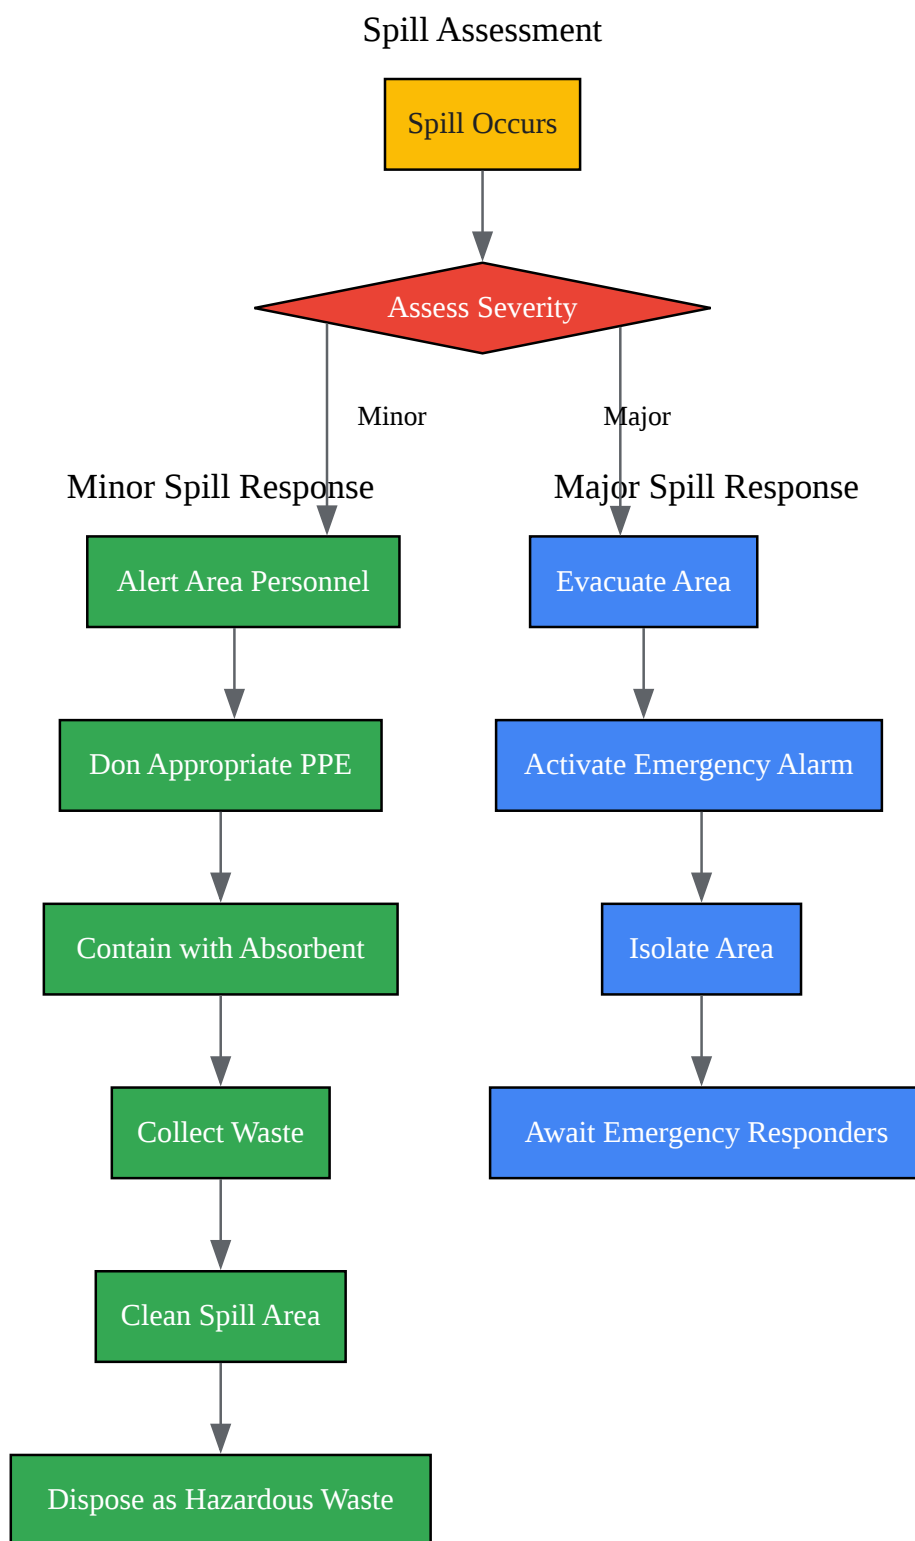 Spill Assessment
Spill Occurs
Assess Severity
Minor
Major
Minor Spill Response
Major Spill Response
Alert Area Personnel
Evacuate Area
Don Appropriate PPE
Activate Emergency Alarm
Contain with Absorbent
Isolate Area
Collect Waste
Await Emergency Responders
Clean Spill Area
Dispose as Hazardous Waste